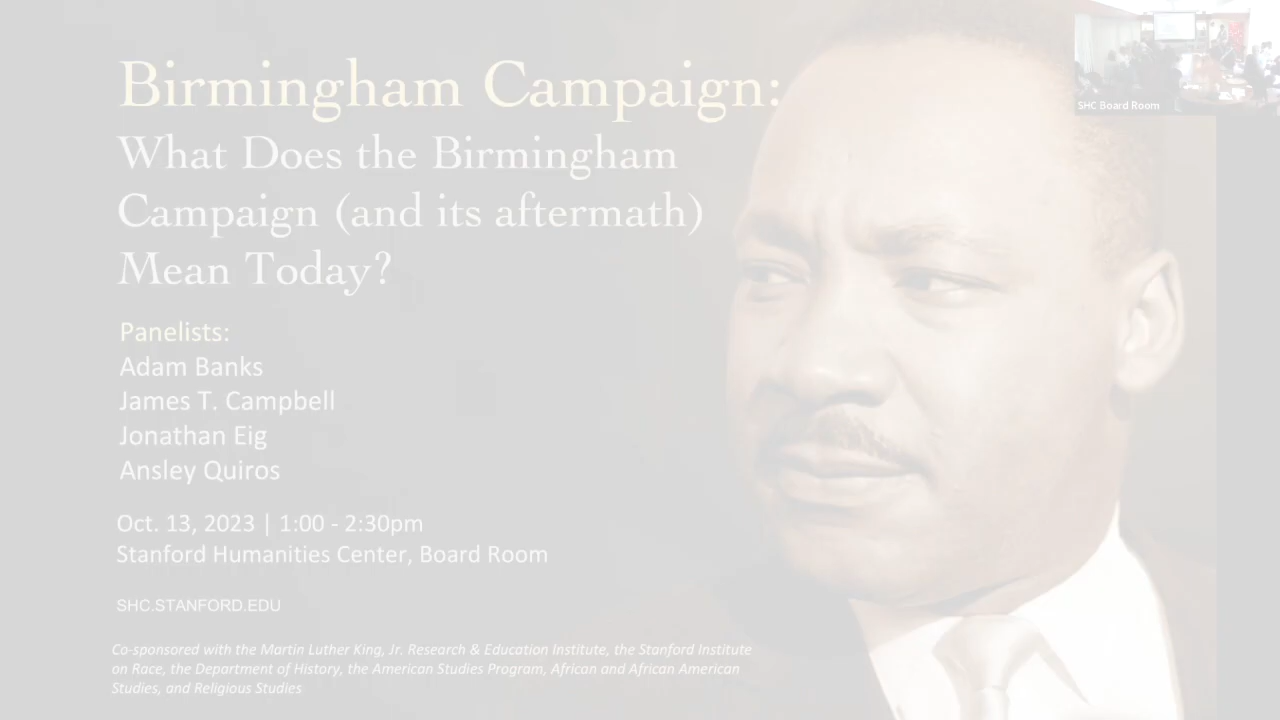 Birmingham Campaign:
What Does the Birmingham
Campaign (and its aftermath)
Mean Today?
Panelists:
Adam Banks
James T. Campbell
Jonathan Eig
Ansley Quiros
Oct. 13, 2023 | 1:00 - 2:30pm
Stanford Humanities Center, Board Room
SHC.STANFORD.EDU
Co-sponsored with the Martin Luther King, Jr. Research & Education Institute, the Stanford Institute
on Race, the Department of History, the American Studies Program, African and African American
Studies, and Religious Studies
SHC Board Room